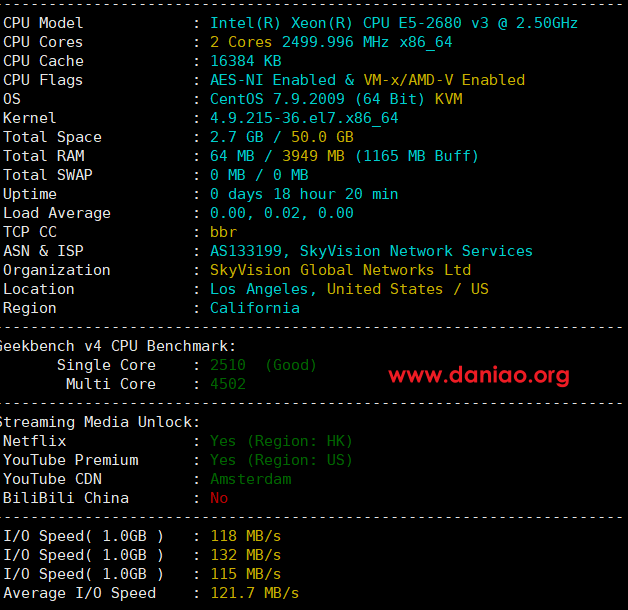 CPU Model : Intel(R) Xeon(R) CPU E5-2680 v3 @ 2.50GHz
CPU Cores : 2 Cores 2499.996 MHz x86_64
CPU Cache : 16384 KB
CPU Flags : AES-NI Enabled & VM-x/AMD-V Enabled
OS : CentOS 7.9.2009 (64 Bit) KVM
Kernel : 4.9.215-36.el7.x86_64
Total Space : 2.7 GB / 50.0 GB
Total RAM : 64 MB / 3949 MB (1165 MB Buff)
Total SWAP : 0 MB / 0 MB
Uptime : 0 days 18 hour 20 min
Load Average : 0.00, 0.02, 0.00
TCP CC : bbr
ASN & ISP : AS133199, SkyVision Network Services
Organization : SkyVision Global Networks Ltd
Location : Los Angeles, United States / US
Region : California
Geekbench v4 CPU Benchmark:
Single Core : 2510 (Good)
Multi Core : 4502
www.daniao.org
Streaming Media Unlock:
Netflix : Yes (Region: HK)
YouTube Premium : Yes (Region: US)
YouTube CDN : Amsterdam
BiliBili China : No
I/O Speed( 1.0GB ) : 118 MB/s
I/O Speed( 1.0GB ) : 132 MB/s
I/O Speed( 1.0GB ) : 115 MB/s
Average I/O Speed : 121.7 MB/s